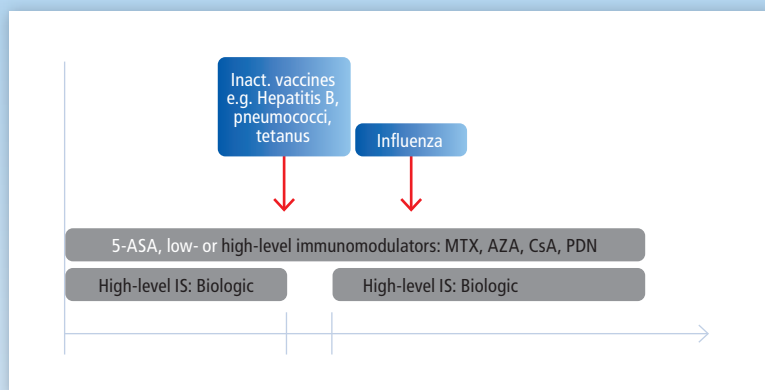 Inact. vaccines
e.g. Hepatitis B,
pneumococci,
tetanus
Influenza
5-ASA, low- or high-level immunomodulators: MTX, AZA, CsA, PDN
High-level IS: Biologic
High-level IS: Biologic